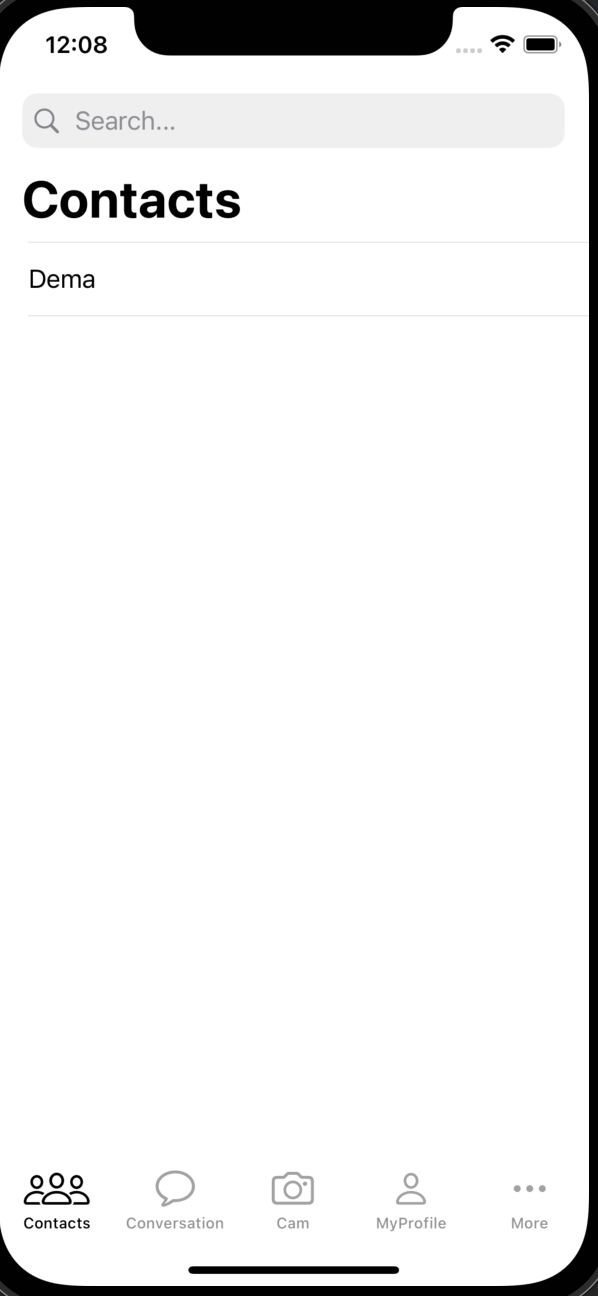 12:08
Search...
Contacts
Dema
Contacts
Conversation
Cam
MyProfile
More